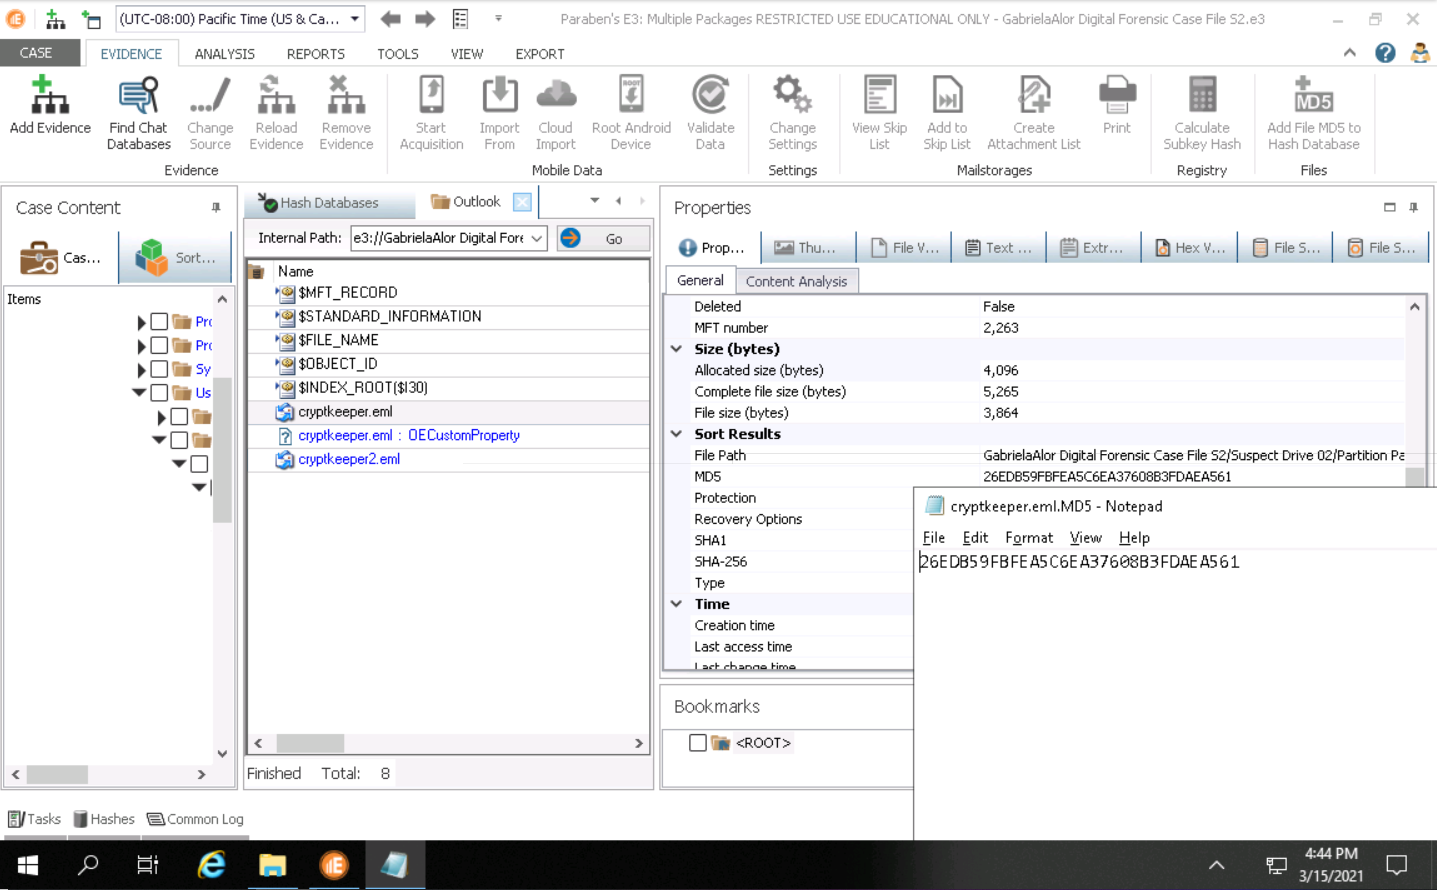 (UTC-08:00) Pacific Time (US & Ca...
Paraben's E3: Multiple Packages RESTRICTED USE EDUCATIONAL ONLY - GabrielaAlor Digital Forensic Case File S2.e3
CASE EVIDENCE ANALYSIS REPORTS TOOLS VIEW EXPORT
Add Evidence
Find Chat Databases
Change Source
Reload Evidence
Remove Evidence
Evidence
Start Acquisition
Import From
Cloud Import
Root Android Device
Validate Data
Mobile Data
Change Settings
Settings
View Skip List
Add to Skip List
Create Attachment List
Print
Mailstorages
Calculate Subkey Hash
Registry
MD5
Add File MD5 to Hash Database
Files
Case Content
Cas...
Sort...
Items
Pro
Pro
Sy
Us
Hash Databases
Outlook
Internal Path: e3://GabrielaAlor Digital Fore Go
Name
$MFT_RECORD
$STANDARD_INFORMATION
$FILE_NAME
$OBJECT_ID
$INDEX_ROOT($I30)
cryptkeeper.eml
cryptkeeper.eml : OECustomProperty
cryptkeeper2.eml
Finished Total: 8
Properties
Prop... Thu... File V... Text ... Extr... Hex V... File S... File S...
General Content Analysis
Deleted False
MFT number 2,263
Size (bytes)
Allocated size (bytes) 4,096
Complete file size (bytes) 5,265
File size (bytes) 3,864
Sort Results
File Path GabrielaAlor Digital Forensic Case File S2/Suspect Drive 02/Partition Pa
MD5 26EDB59FBFEA5C6EA37608B3FDAEA561
Protection
Recovery Options
SHA1
SHA-256
Type
Time
Creation time
Last access time
Last change time
Bookmarks
<ROOT>
cryptkeeper.eml.MD5 - Notepad
File Edit Format View Help
26EDB59FBFEA5C6EA37608B3FDAEA561
Tasks Hashes Common Log
4:44 PM
3/15/2021